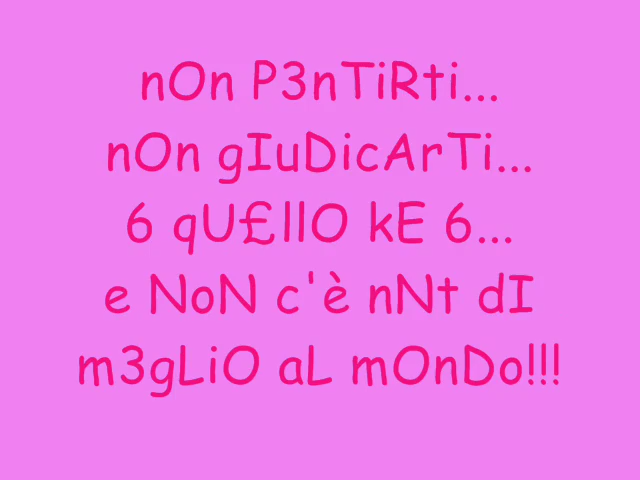 nOn P3nTiRti...
nOn gIuDicArTi...
6 qU£llO kE 6...
e NoN c'è nNt dI
m3gLiO aL mOnDo!!!